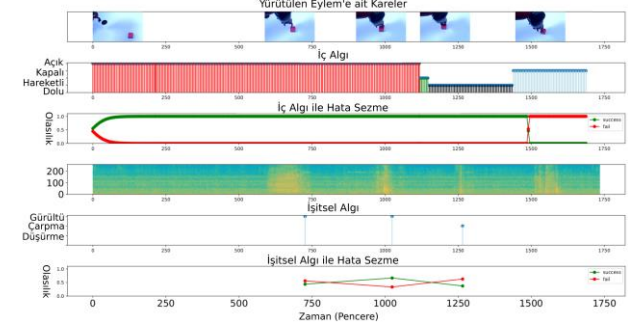 Yürütülen Eylem'e ait Kareler
0 250 500 750 1000 1250 1500 1750
İç Algı
Açık
Kapalı
Hareketli
Dolu
0 250 500 750 1000 1250 1500 1750
İç Algı ile Hata Sezme
Olasılık
1.0
0.5
0.0
success
fail
0 250 500 750 1000 1250 1500 1750
200
100
0
0 250 500 750 1000 1250 1500 1750
İşitsel Algı
Gürültü
Çarpma
Düşürme
0 250 500 750 1000 1250 1500 1750
İşitsel Algı ile Hata Sezme
Olasılık
1.0
0.5
0.0
success
fail
0 250 500 750 1000 1250 1500 1750
Zaman (Pencere)